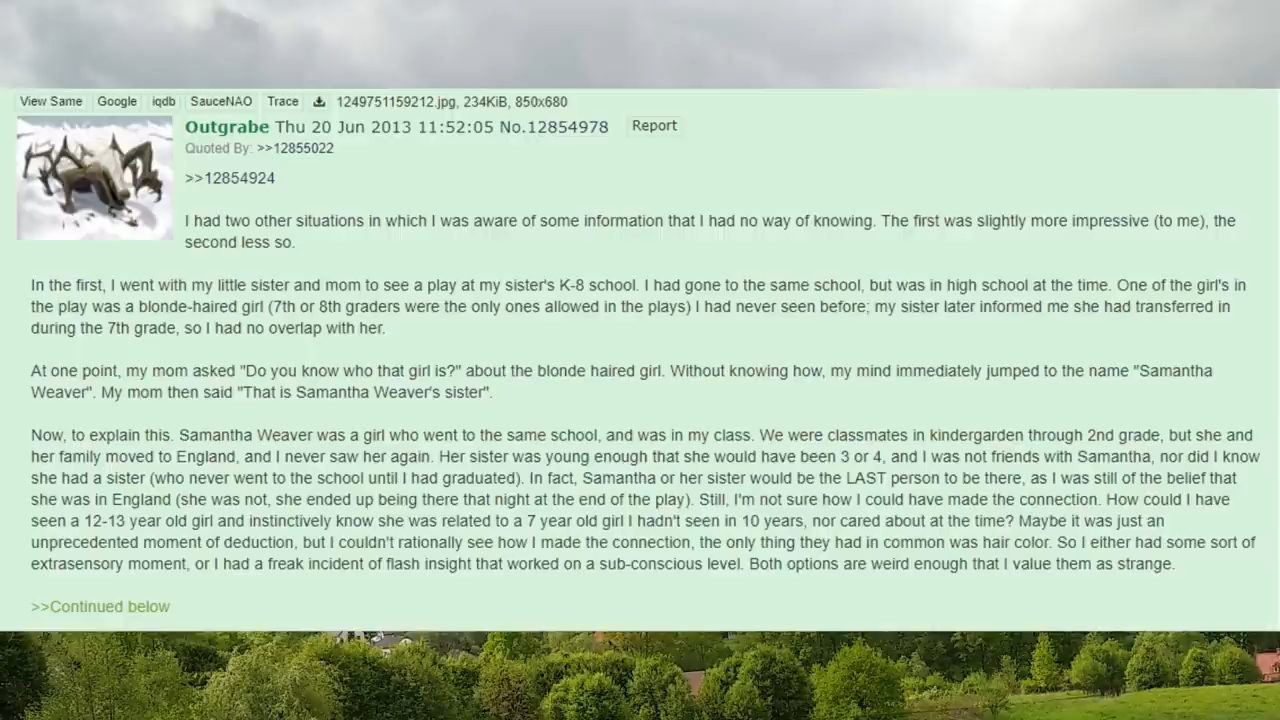 View Same Google iqdb SauceNAO Trace 1249751159212.jpg, 234KiB, 850x680
Outgrabe Thu 20 Jun 2013 11:52:05 No.12854978 Report
Quoted By: >>12855022
>>12854924
I had two other situations in which I was aware of some information that I had no way of knowing. The first was slightly more impressive (to me), the
second less so.
In the first, I went with my little sister and mom to see a play at my sister's K-8 school. I had gone to the same school, but was in high school at the time. One of the girl's in
the play was a blonde-haired girl (7th or 8th graders were the only ones allowed in the plays) I had never seen before; my sister later informed me she had transferred in
during the 7th grade, so I had no overlap with her.
At one point, my mom asked "Do you know who that girl is?" about the blonde haired girl. Without knowing how, my mind immediately jumped to the name "Samantha
Weaver". My mom then said "That is Samantha Weaver's sister".
Now, to explain this. Samantha Weaver was a girl who went to the same school, and was in my class. We were classmates in kindergarden through 2nd grade, but she and
her family moved to England, and I never saw her again. Her sister was young enough that she would have been 3 or 4, and I was not friends with Samantha, nor did I know
she had a sister (who never went to the school until I had graduated). In fact, Samantha or her sister would be the LAST person to be there, as I was still of the belief that
she was in England (she was not, she ended up being there that night at the end of the play). Still, I'm not sure how I could have made the connection. How could I have
seen a 12-13 year old girl and instinctively know she was related to a 7 year old girl I hadn't seen in 10 years, nor cared about at the time? Maybe it was just an
unprecedented moment of deduction, but I couldn't rationally see how I made the connection, the only thing they had in common was hair color. So I either had some sort of
extrasensory moment, or I had a freak incident of flash insight that worked on a sub-conscious level. Both options are weird enough that I value them as strange.
>>Continued below